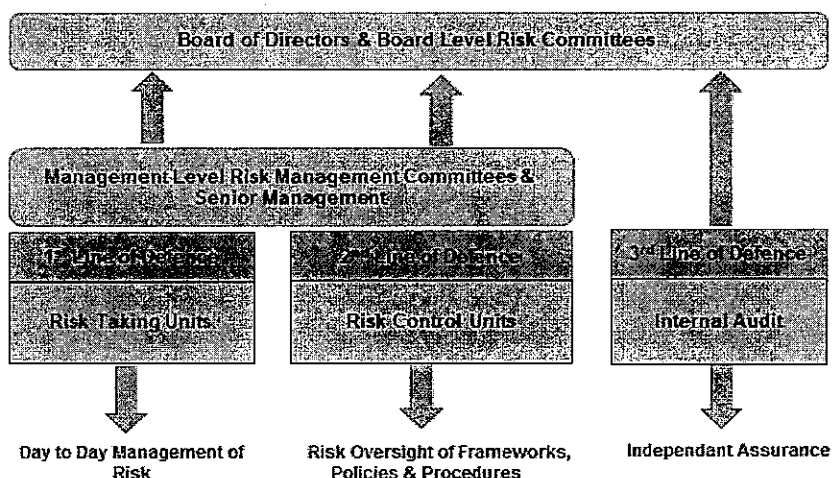 Board of Directors & Board Level Risk Committees
Management Level Risk Management Committees &
Senior Management
1st Line of Defence
2nd Line of Defence
3rd Line of Defence
Risk Taking Units
Risk Control Units
Internal Audit
Day to Day Management of
Risk
Risk Oversight of Frameworks,
Policies & Procedures
Independant Assurance